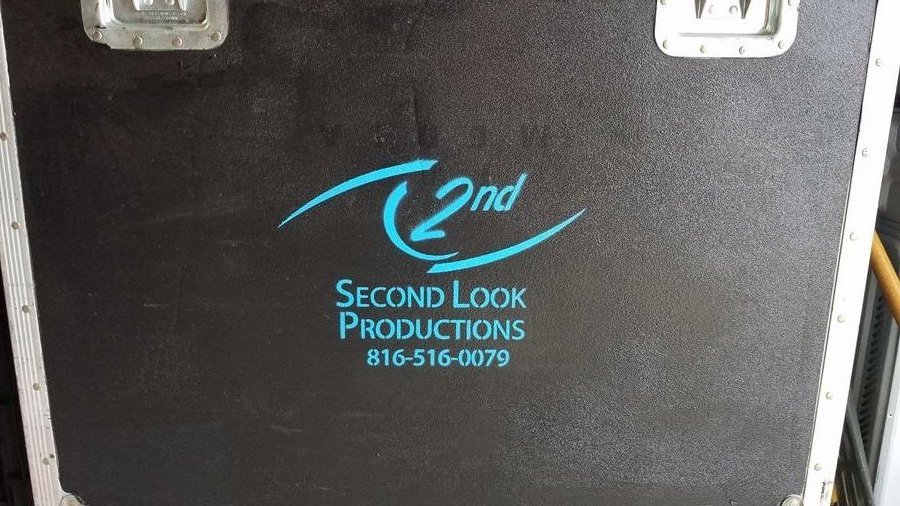 2nd
SECOND LOOK
PRODUCTIONS
816-516-0079